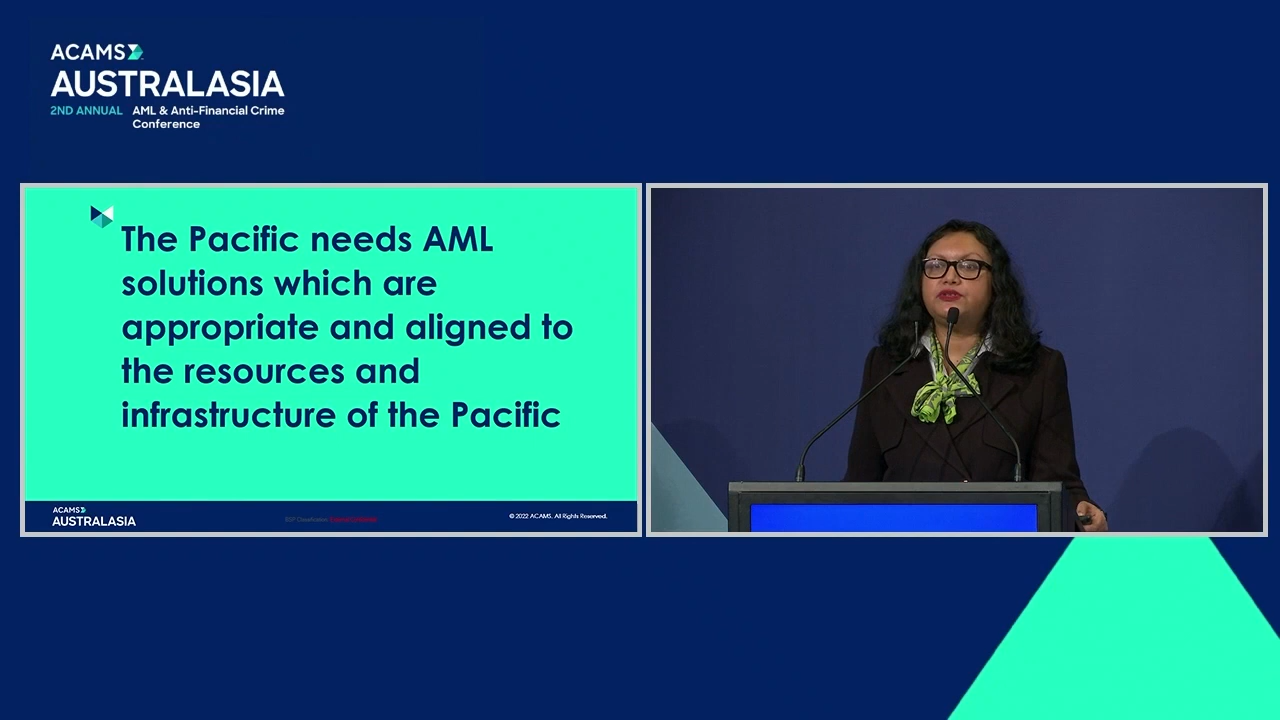 ACAMS
AUSTRALASIA
2ND ANNUAL AML & Anti-Financial Crime
Conference
The Pacific needs AML
solutions which are
appropriate and aligned to
the resources and
infrastructure of the Pacific
ACAMS
AUSTRALASIA
© 2022 ACAMS. All Rights Reserved.